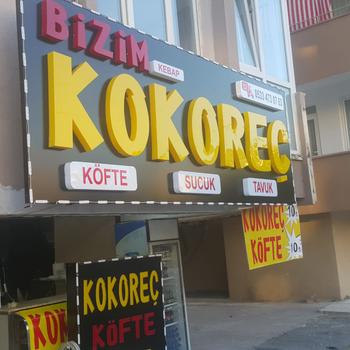 BİZİM
KEBAP
KOKOREÇ
KÖFTE
SUCUK
TAVUK
KOKOREÇ
KÖFTE
KOKOREÇ
KÖFTE